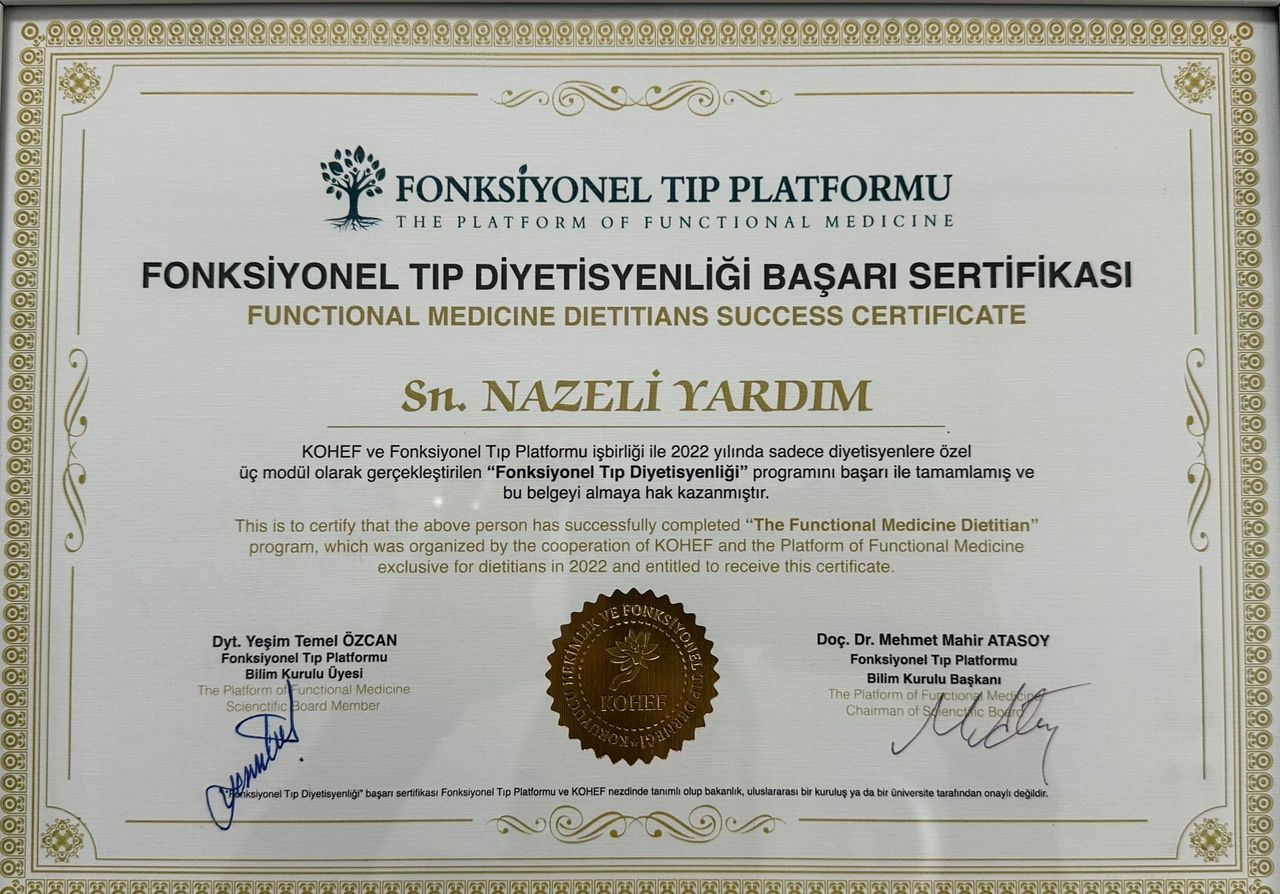 FONKSİYONEL TIP PLATFORMU
THE PLATFORM OF FUNCTIONAL MEDICINE
FONKSİYONEL TIP DİYETİSYENLİĞİ BAŞARI SERTİFİKASI
FUNCTIONAL MEDICINE DIETITIANS SUCCESS CERTIFICATE
Sn. NAZELİ YARDIM
KOHEF ve Fonksiyonel Tıp Platformu işbirliği ile 2022 yılında sadece diyetisyenlere özel
üç modül olarak gerçekleştirilen “Fonksiyonel Tıp Diyetisyenliği” programını başarı ile tamamlamış ve
bu belgeyi almaya hak kazanmıştır.
This is to certify that the above person has successfully completed “The Functional Medicine Dietitian”
program, which was organized by the cooperation of KOHEF and the Platform of Functional Medicine
exclusive for dietitians in 2022 and entitled to receive this certificate.
Dyt. Yeşim Temel ÖZCAN
Fonksiyonel Tıp Platformu
Bilim Kurulu Üyesi
The Platform of Functional Medicine
Scienctific Board Member
KORUYUCU HEKİMLİK VE FONKSİYONEL TIP DERNEĞİ
KOHEF
Doç. Dr. Mehmet Mahir ATASOY
Fonksiyonel Tıp Platformu
Bilim Kurulu Başkanı
The Platform of Functional Medicine
Chairman of Scienctific Board
“Fonksiyonel Tıp Diyetisyenliği” başarı sertifikası Fonksiyonel Tıp Platformu ve KOHEF nezdinde tanımlı olup bakanlık, uluslararası bir kuruluş ya da bir üniversite tarafından onaylı değildir.